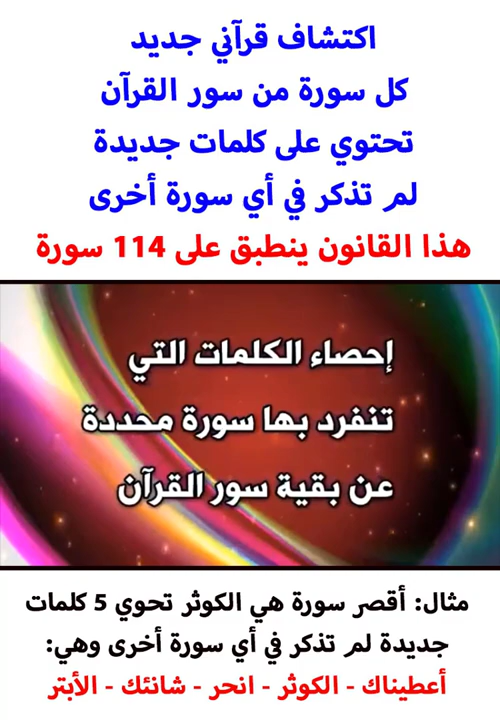 اكتشاف قرآني جديد
كل سورة من سور القرآن
تحتوي على كلمات جديدة
لم تذكر في أي سورة أخرى
هذا القانون ينطبق على 114 سورة
إحصاء الكلمات التي
تنفرد بها سورة محددة
عن بقية سور القرآن
مثال: أقصر سورة هي الكوثر تحوي 5 كلمات
جديدة لم تذكر في أي سورة أخرى وهي:
أعطيناك - الكوثر - انحر - شانئك - الأبتر